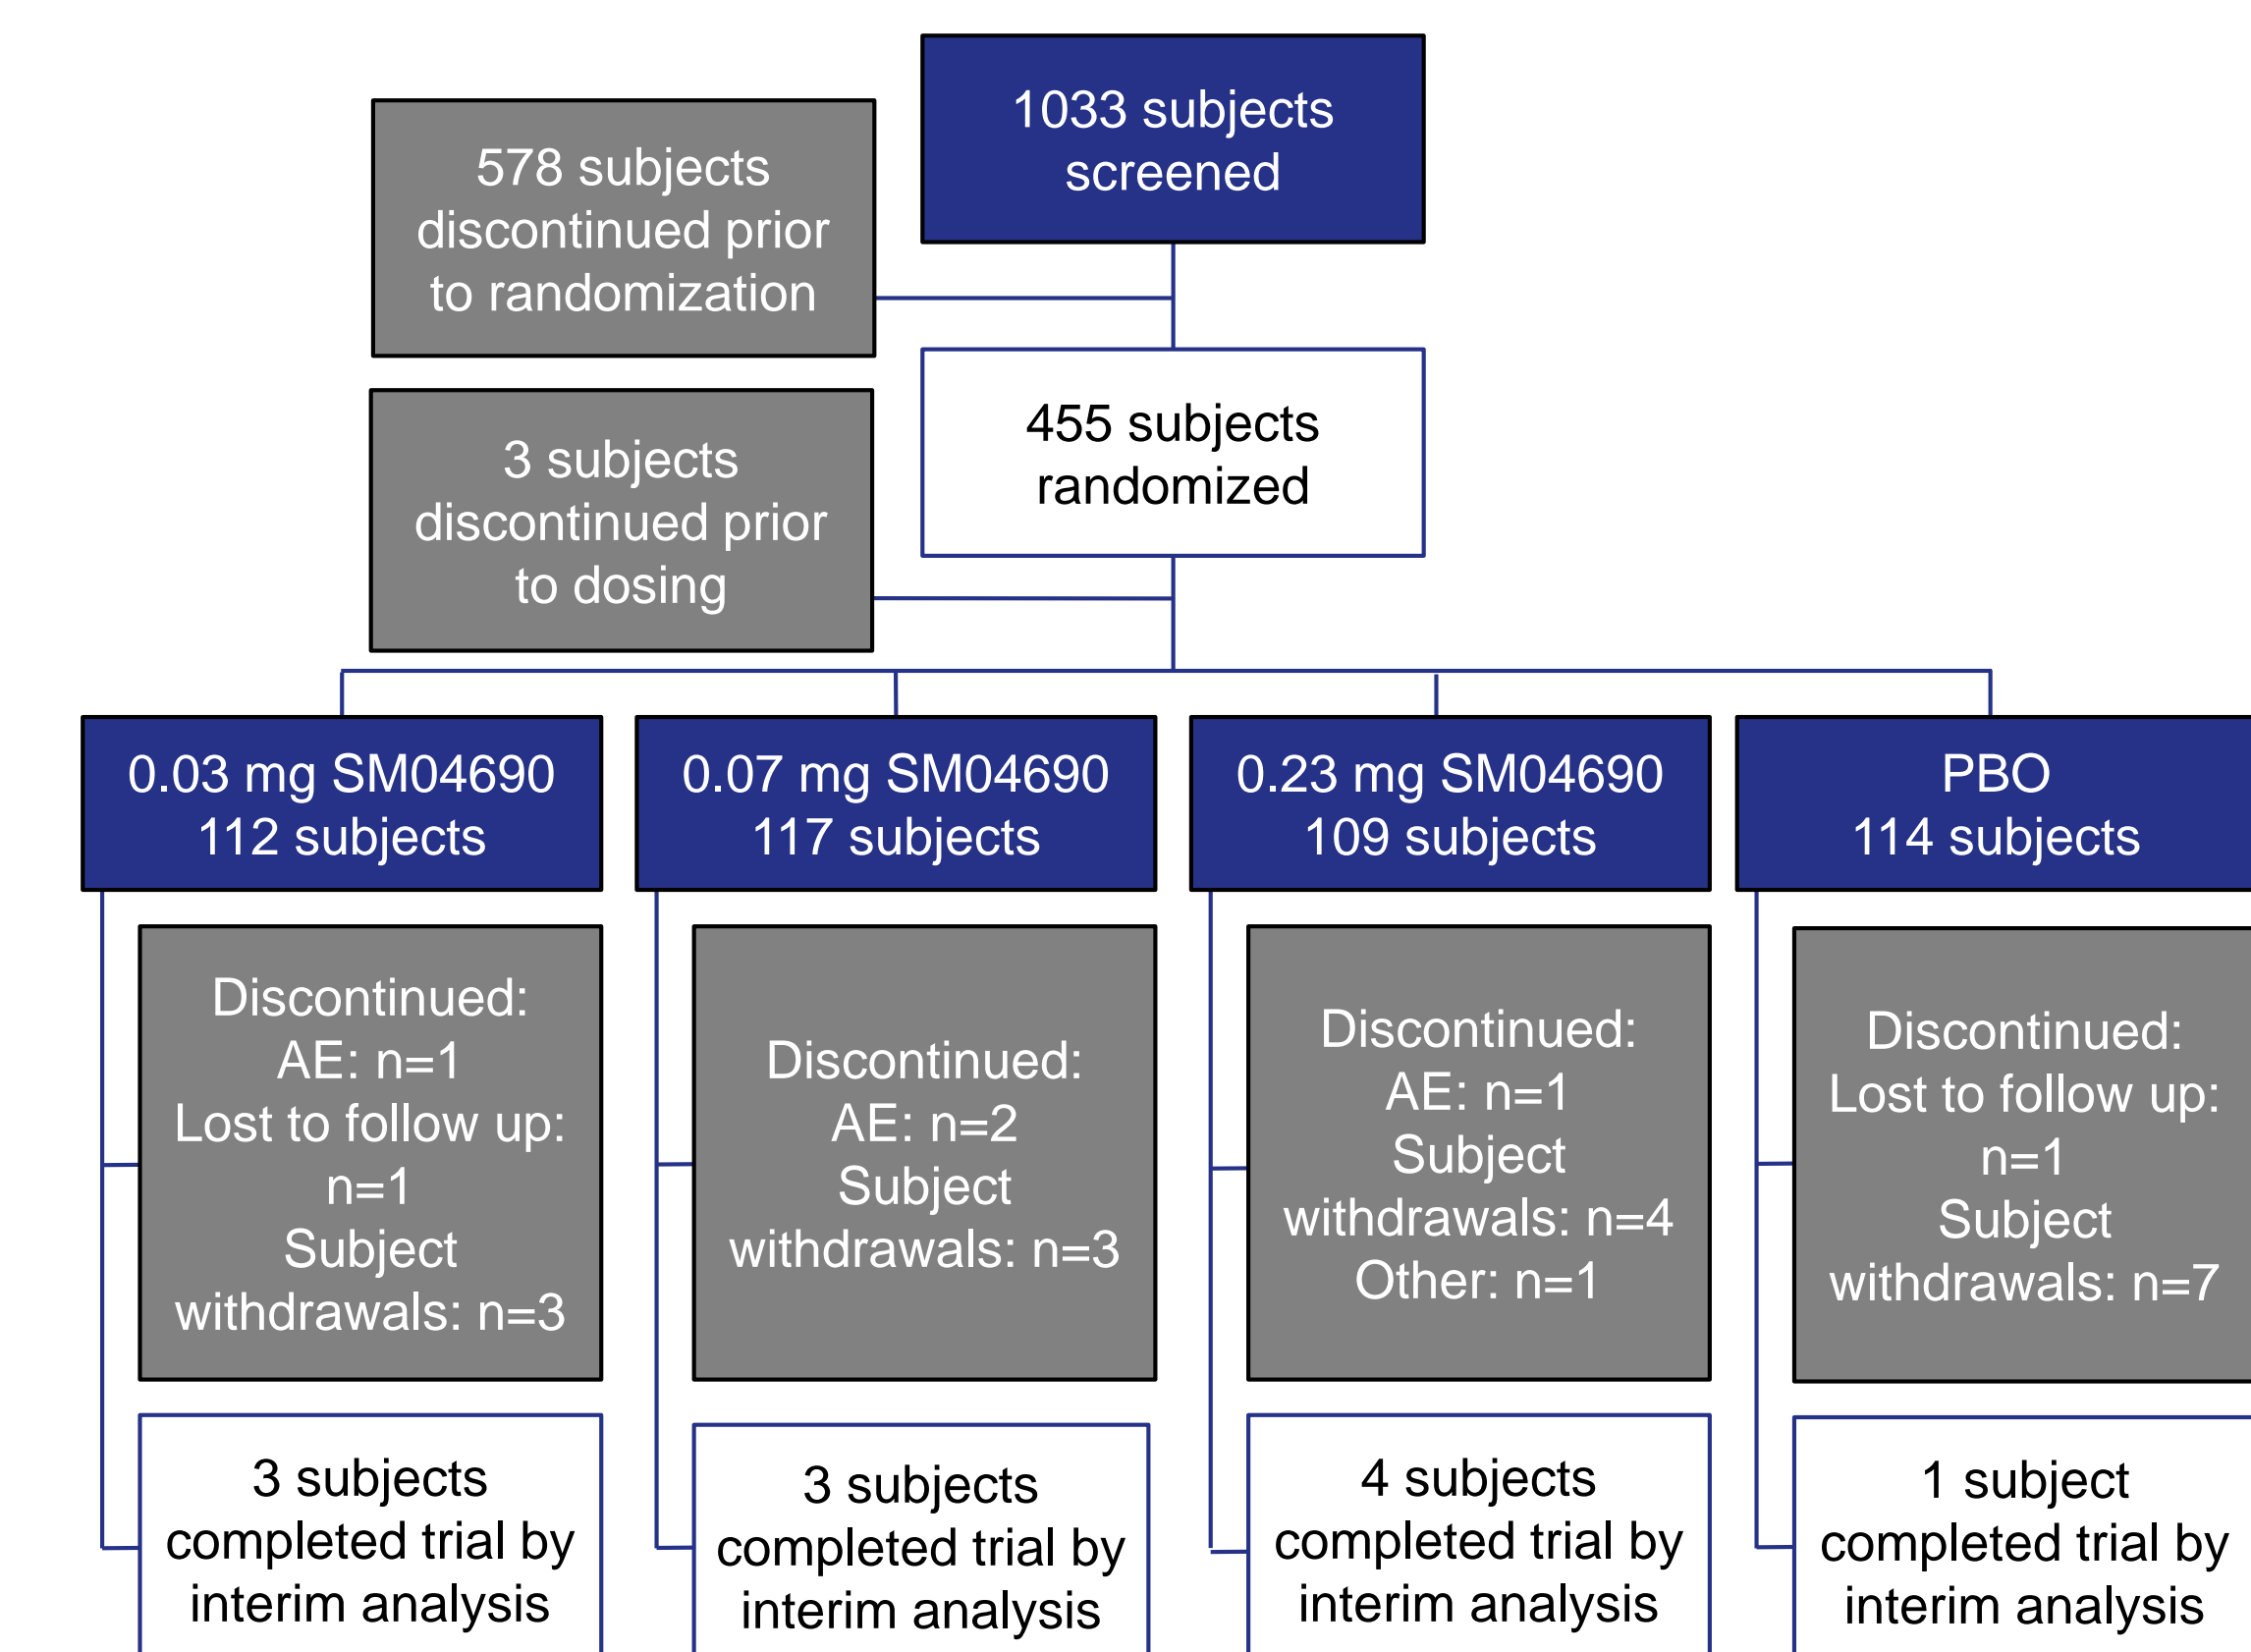 1033 subjects
screened
578 subjects
discontinued prior
to randomization
455 subjects
randomized
3 subjects
discontinued prior
to dosing
0.03 mg SM04690
112 subjects
0.07 mg SM04690
117 subjects
0.23 mg SM04690
109 subjects
PBO
114 subjects
Discontinued:
AE: n=1
Lost to follow up:
n=1
Subject
withdrawals: n=3
Discontinued:
AE: n=2
Subject
withdrawals: n=3
Discontinued:
AE: n=1
Subject
withdrawals: n=4
Other: n=1
Discontinued:
Lost to follow up:
n=1
Subject
withdrawals: n=7
3 subjects
completed trial by
interim analysis
3 subjects
completed trial by
interim analysis
4 subjects
completed trial by
interim analysis
1 subject
completed trial by
interim analysis